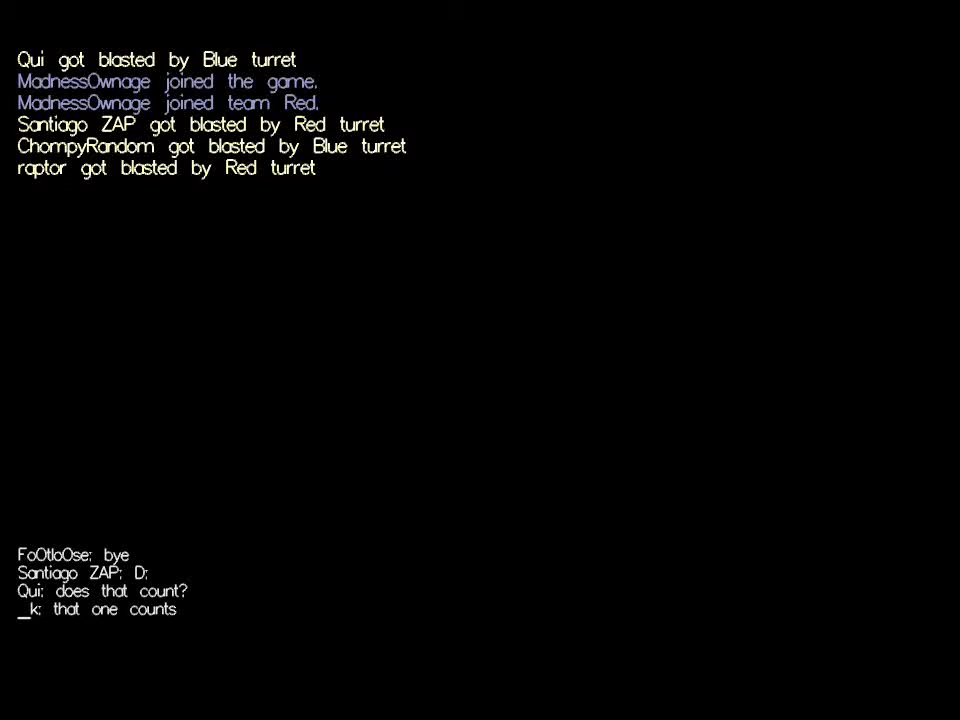 Qui got blasted by Blue turret
MadnessOwnage joined the game.
MadnessOwnage joined team Red.
Santiago ZAP got blasted by Red turret
ChompyRandom got blasted by Blue turret
raptor got blasted by Red turret
FoOtloOse: bye
Santiago ZAP: D:
Qui: does that count?
_k: that one counts